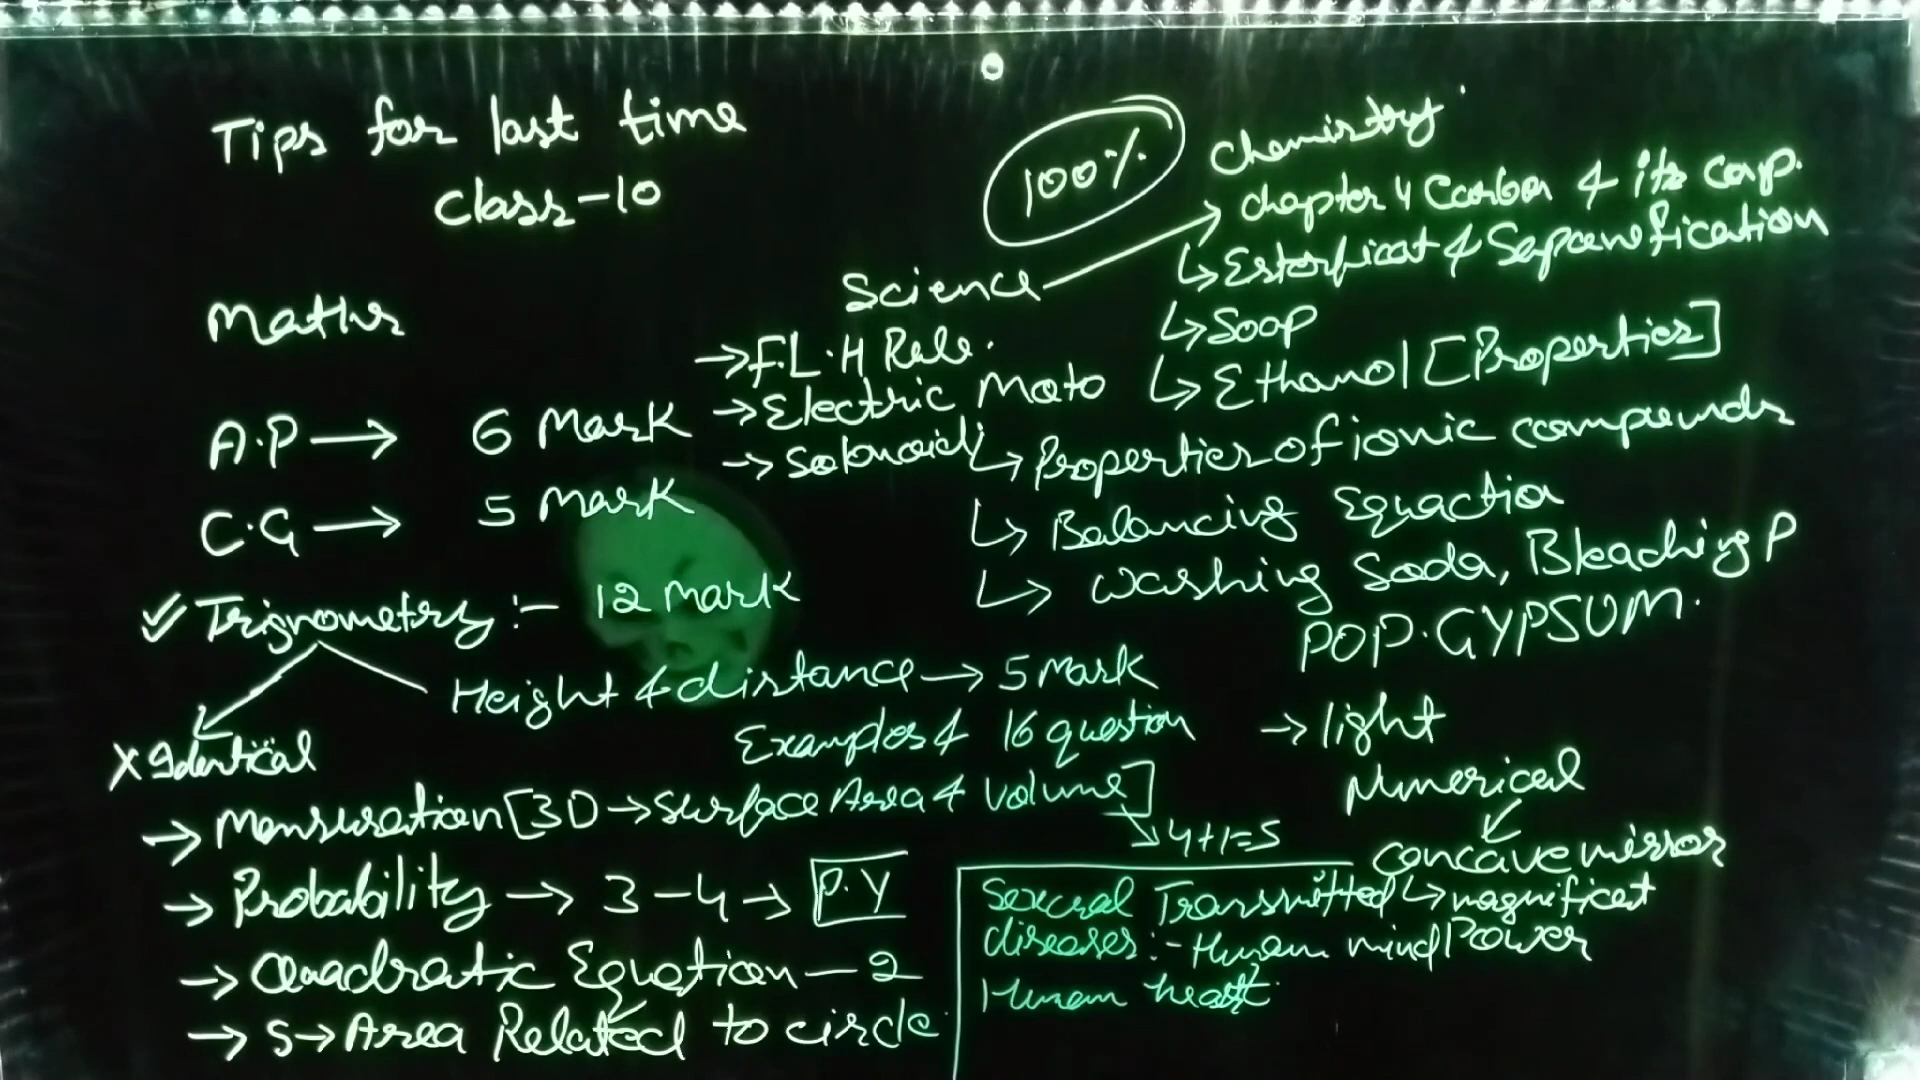 Tips for last time
class-10
100%
Maths
A.P → 6 Mark
C.G → 5 Mark
✓ Trignometry :- 12 Mark
Height & distance → 5 Mark
Examples & 16 question
X Identical
→ Mensuration [3D → Surface Area & Volume]
→ 4+1=5
→ Probability → 3-4 → P.Y
→ Quadratic Equation - 2
→ 5 → Area Related to circle
Science
→ F.L.H Rule.
→ Electric Moto
→ Solonoid
Chemistry
→ chapter 4 Carbon & its comp.
↳ Esterficat & Saponification
↳ Soap
↳ Ethanol [Properties]
↳ Properties of ionic compounds
↳ Balancing Equaction
↳ Washing Soda, Bleaching P
POP. GYPSUM.
→ light
Numerical
Concave mirror
↳ magnificat
Power
Sexual Transmitted
diseases :- Human mind
Human heart